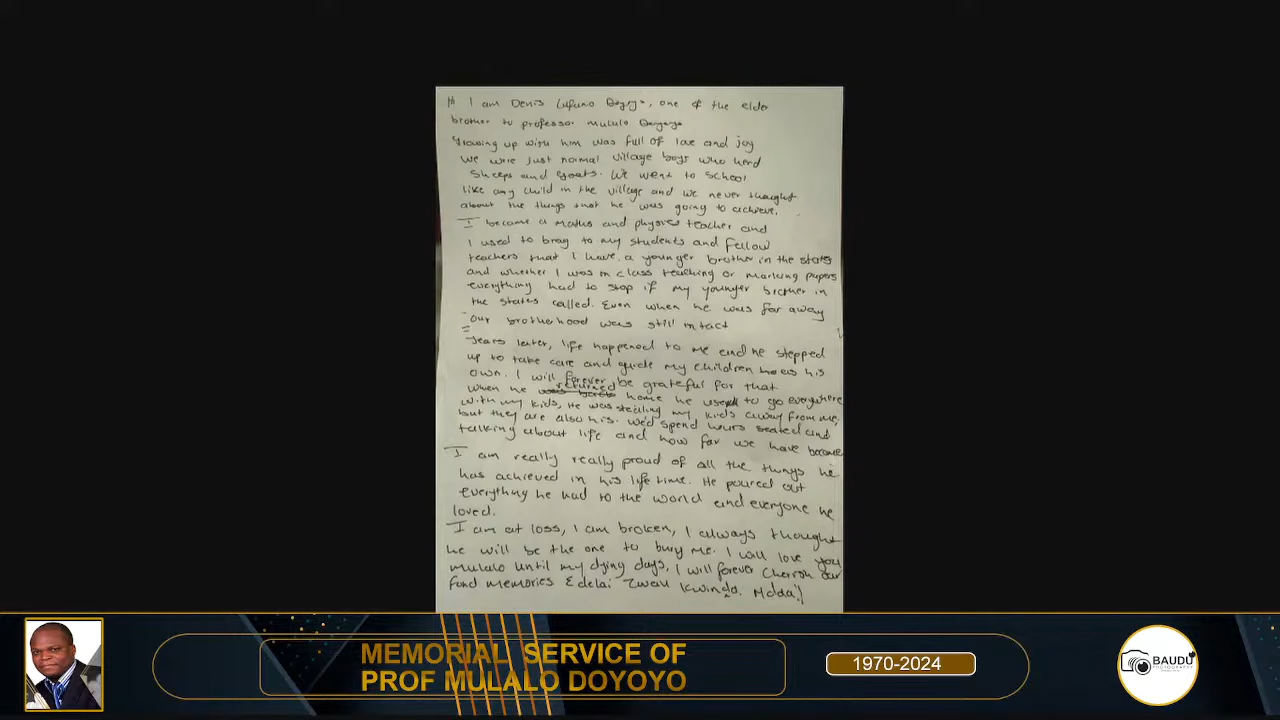 Hi I am Denis Lufuno Doyoyo, one of the elder
brother to professor Mulalo Doyoyo
Growing up with him was full of love and joy
We were just normal village boys who herd
Sheeps and goats. We went to school
like any child in the village and we never thought
about the things that he was going to achieve.
I became a maths and physics teacher and
I used to brag to my students and fellow
teachers that I have a younger brother in the states
and whether I was in class teaching or marking papers
everything had to stop if my younger brother in
the states called. Even when he was far away
our brotherhood was still intact
Years later, life happened to me and he stepped
up to take care and guide my children as his
own. I will forever be grateful for that
when he returned home he used to go everywhere
with my kids, He was stealing my kids away from me,
but they are also his. We'd spend hours seated and
talking about life and how far we have become
I am really really proud of all the things he
has achieved in his life time. He poured out
everything he had to the world and everyone he
loved.
I am at loss, I am broken, I always thought
he will be the one to bury me. I will love you
Mulalo until my dying days, I will forever cherish our
fond memories Edelai Zwau Kwinda. Ndaa!!
MEMORIAL SERVICE OF
PROF MULALO DOYOYO
1970-2024
BAUDU
PHOTOGRAPHY